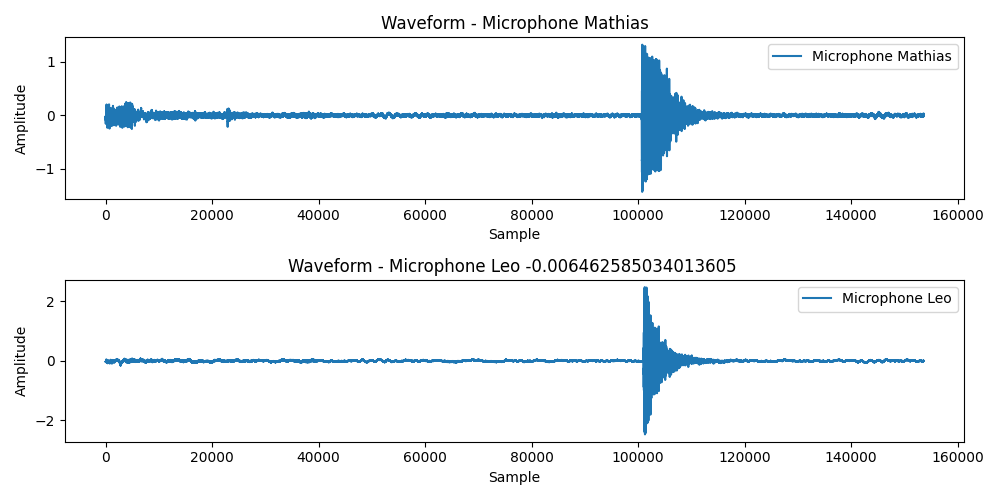 Waveform - Microphone Mathias
Microphone Mathias
Amplitude
1
0
−1
0 20000 40000 60000 80000 100000 120000 140000 160000
Sample
Waveform - Microphone Leo -0.006462585034013605
Microphone Leo
Amplitude
2
0
−2
0 20000 40000 60000 80000 100000 120000 140000 160000
Sample